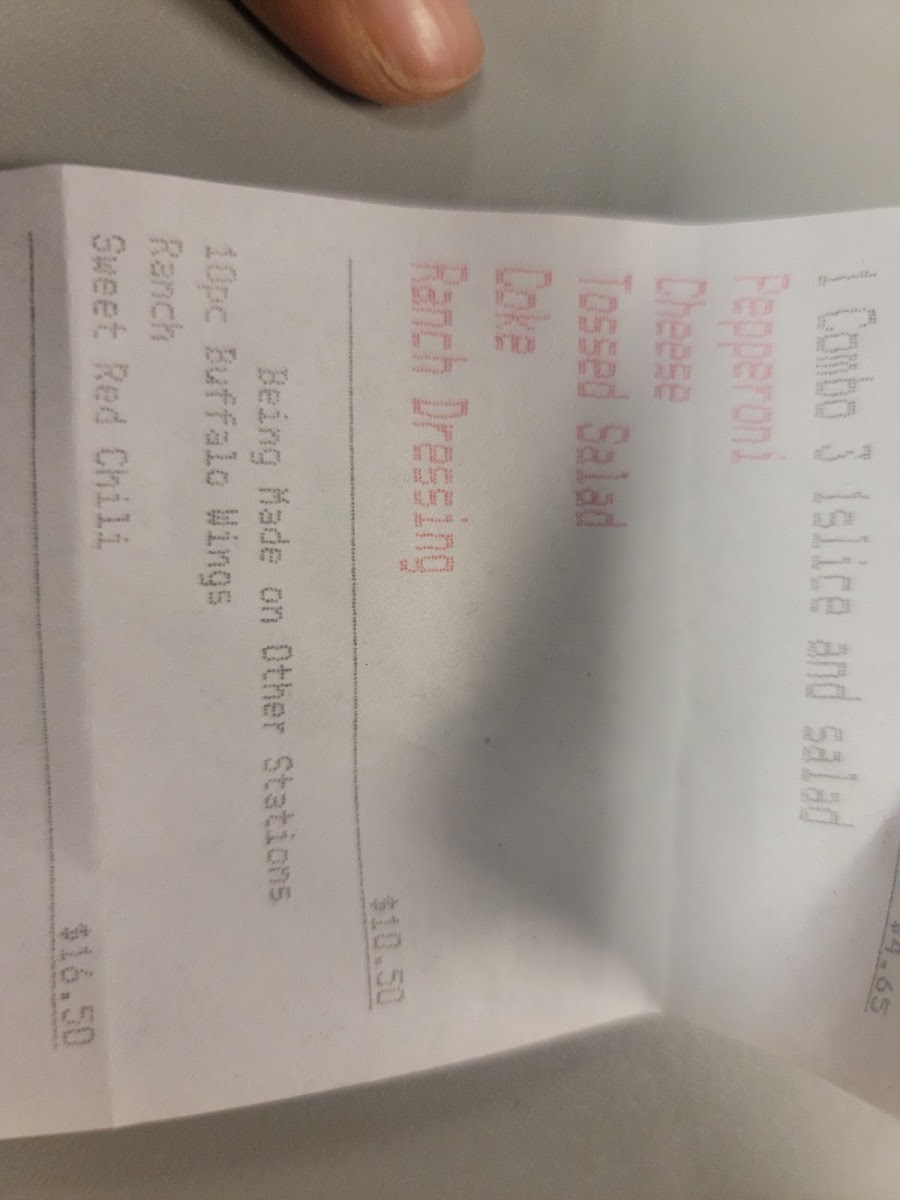 $4.65
1 Combo 3 1slice and salad
Pepperoni
Cheese
Tossed Salad
Coke
Ranch Dressing
$10.50
Being Made on Other Stations
10pc Buffalo Wings
Ranch
Sweet Red Chili
$16.50